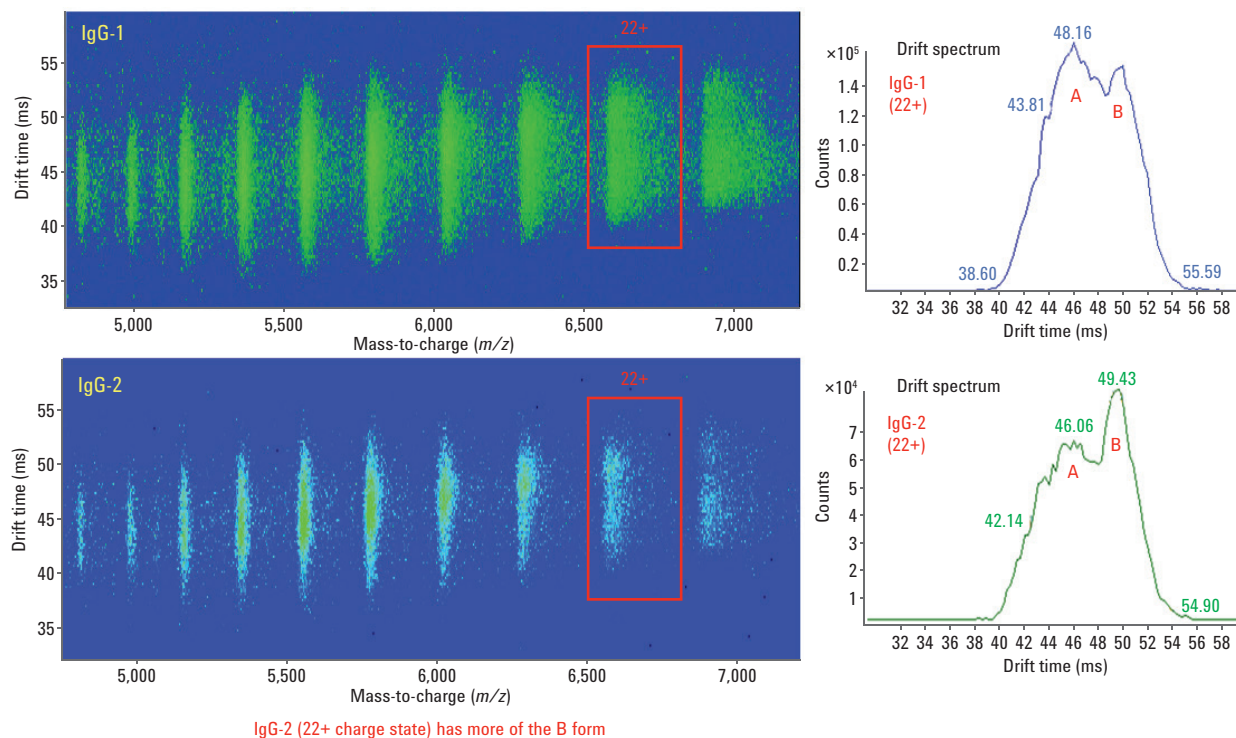 IgG-1
22+
Drift time (ms)
55
50
45
40
35
5,000 5,500 6,000 6,500 7,000
Mass-to-charge (m/z)
Drift spectrum
×10⁵
IgG-1
(22+)
48.16
43.81
A
B
38.60
55.59
Counts
1.4
1.2
1.0
0.8
0.6
0.4
0.2
32 34 36 38 40 42 44 46 48 50 52 54 56 58
Drift time (ms)
IgG-2
22+
Drift time (ms)
55
50
45
40
35
5,000 5,500 6,000 6,500 7,000
Mass-to-charge (m/z)
IgG-2 (22+ charge state) has more of the B form
Drift spectrum
×10⁴
IgG-2
(22+)
49.43
46.06
B
A
42.14
54.90
Counts
7
6
5
4
3
2
1
32 34 36 38 40 42 44 46 48 50 52 54 56 58
Drift time (ms)